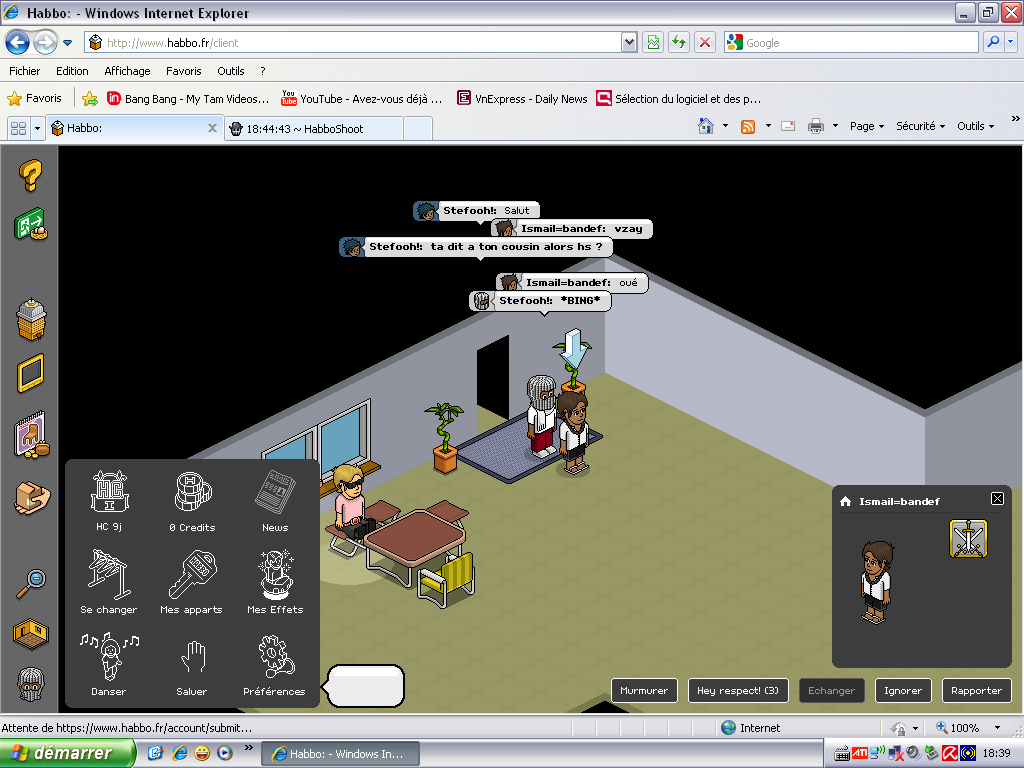 Habbo: - Windows Internet Explorer
http://www.habbo.fr/client
Google
Fichier Edition Affichage Favoris Outils ?
Favoris
Bang Bang - My Tam Videos...
You Tube
YouTube - Avez-vous déjà ...
VnExpress - Daily News
Sélection du logiciel et des p...
Habbo:
18:44:43 ~ HabboShoot
Page
Sécurité
Outils
Stefooh!: Salut
Ismail=bandef: vzay
Stefooh!: ta dit a ton cousin alors hs ?
Ismail=bandef: oué
Stefooh!: *BING*
HC 9j
0 Credits
News
Se changer
Mes apparts
Mes Effets
Danser
Saluer
Préférences
Ismail=bandef
Murmurer
Hey respect! (3)
Echanger
Ignorer
Rapporter
Attente de https://www.habbo.fr/account/submit...
Internet
100%
démarrer
Habbo: - Windows In...
ATI
18:39